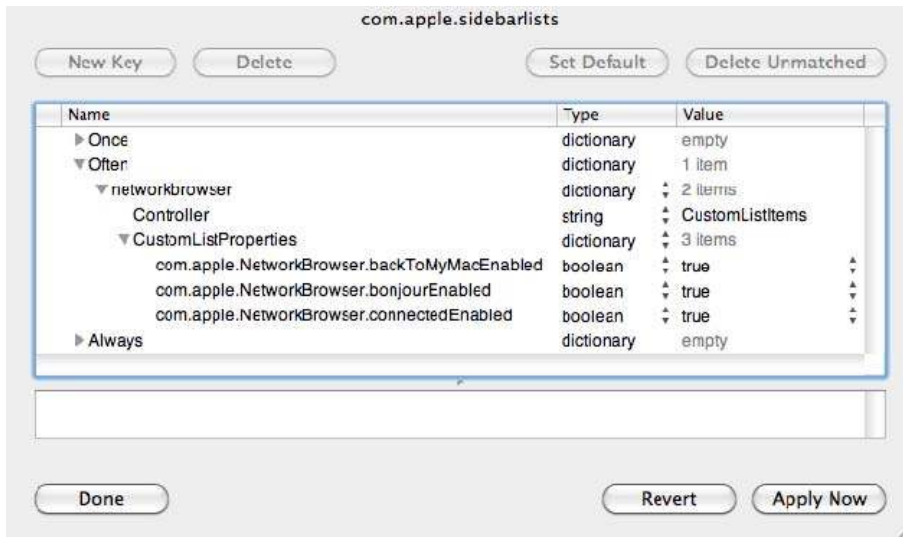 com.apple.sidebarlists
New Key Delete Set Default Delete Unmatched
Name Type Value
Once dictionary empty
Often dictionary 1 item
networkbrowser dictionary 2 items
Controller string CustomListItems
CustomListProperties dictionary 3 items
com.apple.NetworkBrowser.backToMyMacEnabled boolean true
com.apple.NetworkBrowser.bonjourEnabled boolean true
com.apple.NetworkBrowser.connectedEnabled boolean true
Always dictionary empty
Done Revert Apply Now